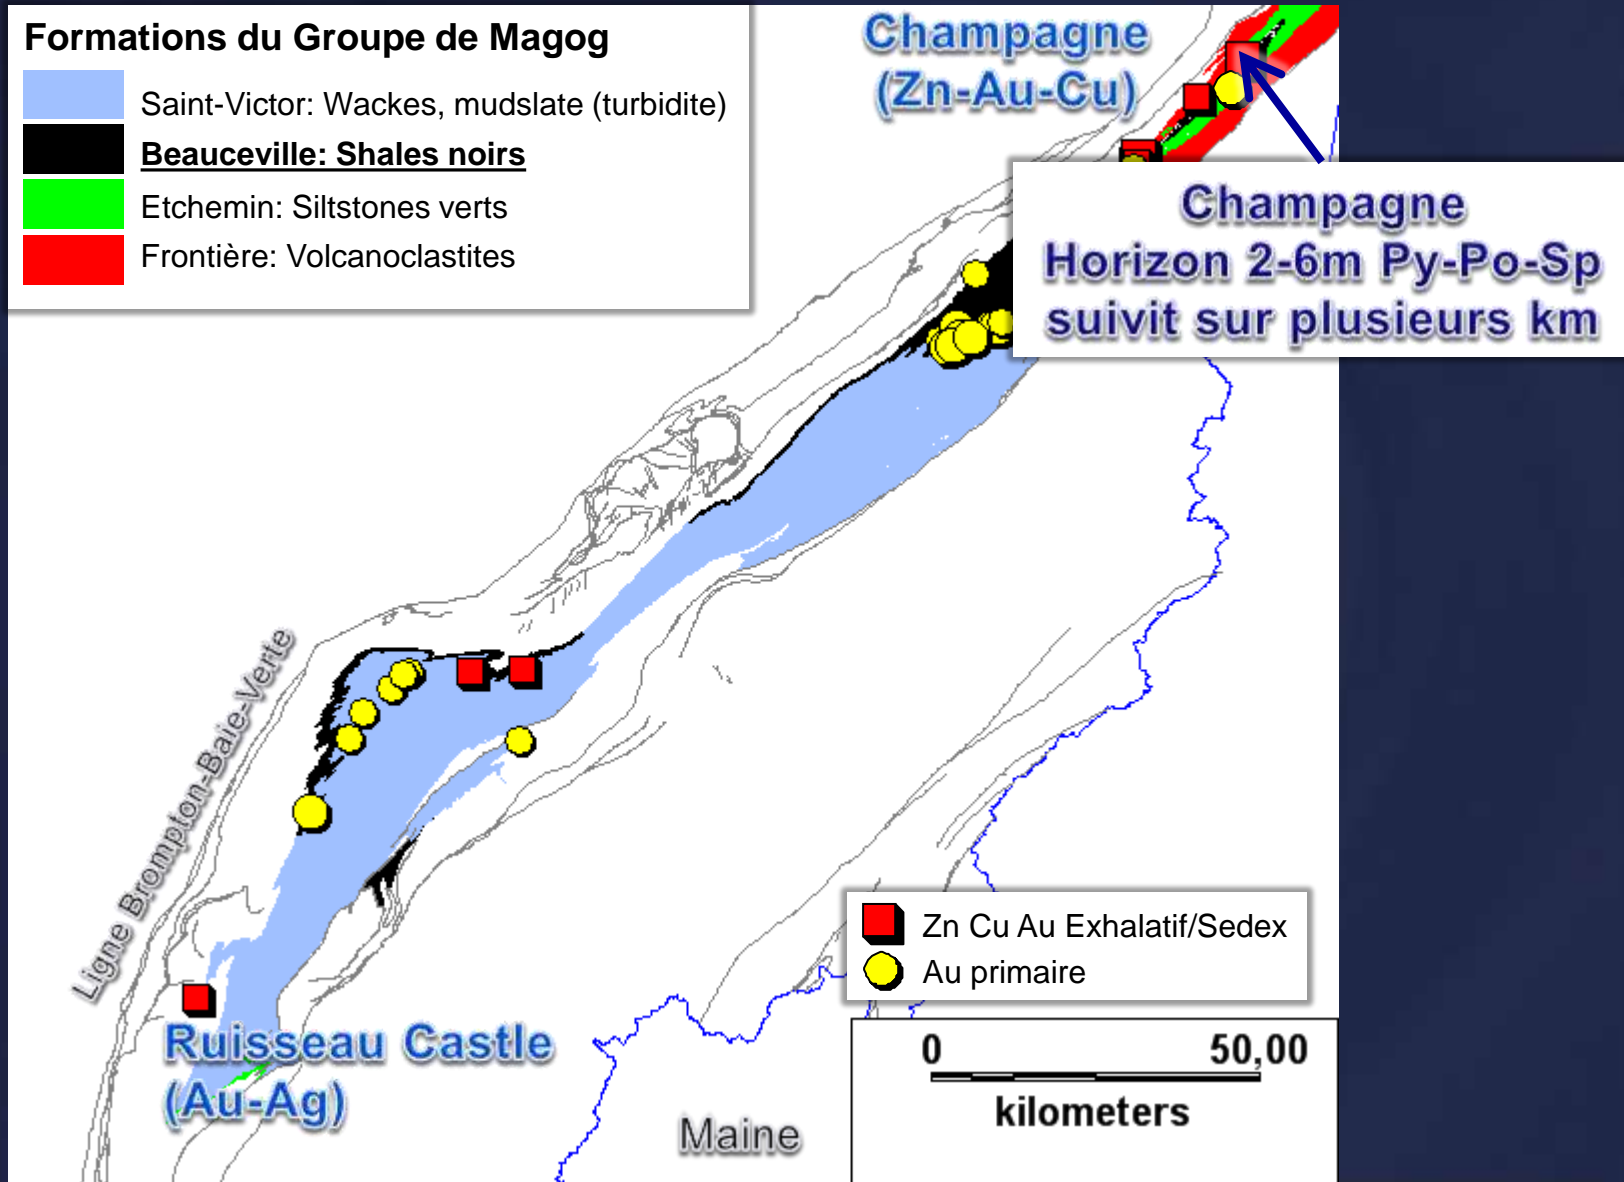 Formations du Groupe de Magog
Saint-Victor: Wackes, mudslate (turbidite)
Beauceville: Shales noirs
Etchemin: Siltstones verts
Frontière: Volcanoclastites
Champagne
(Zn-Au-Cu)
Champagne
Horizon 2-6m Py-Po-Sp
suivit sur plusieurs km
Ligne Brompton-Baie-Verte
Zn Cu Au Exhalatif/Sedex
Au primaire
Ruisseau Castle
(Au-Ag)
Maine
0 50,00
kilometers